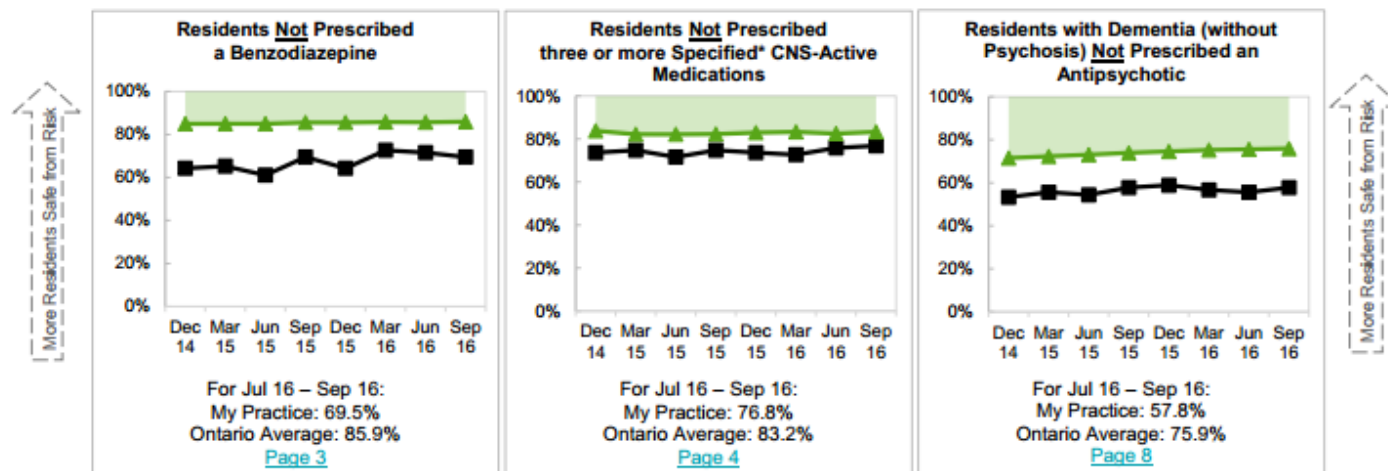 More Residents Safe from Risk
Residents Not Prescribed
a Benzodiazepine
100%
80%
60%
40%
20%
0%
Dec Mar Jun Sep Dec Mar Jun Sep
14 15 15 15 15 16 16 16
For Jul 16 – Sep 16:
My Practice: 69.5%
Ontario Average: 85.9%
Page 3
Residents Not Prescribed
three or more Specified* CNS-Active
Medications
100%
80%
60%
40%
20%
0%
Dec Mar Jun Sep Dec Mar Jun Sep
14 15 15 15 15 16 16 16
For Jul 16 – Sep 16:
My Practice: 76.8%
Ontario Average: 83.2%
Page 4
Residents with Dementia (without
Psychosis) Not Prescribed an
Antipsychotic
100%
80%
60%
40%
20%
0%
Dec Mar Jun Sep Dec Mar Jun Sep
14 15 15 15 15 16 16 16
For Jul 16 – Sep 16:
My Practice: 57.8%
Ontario Average: 75.9%
Page 8
More Residents Safe from Risk